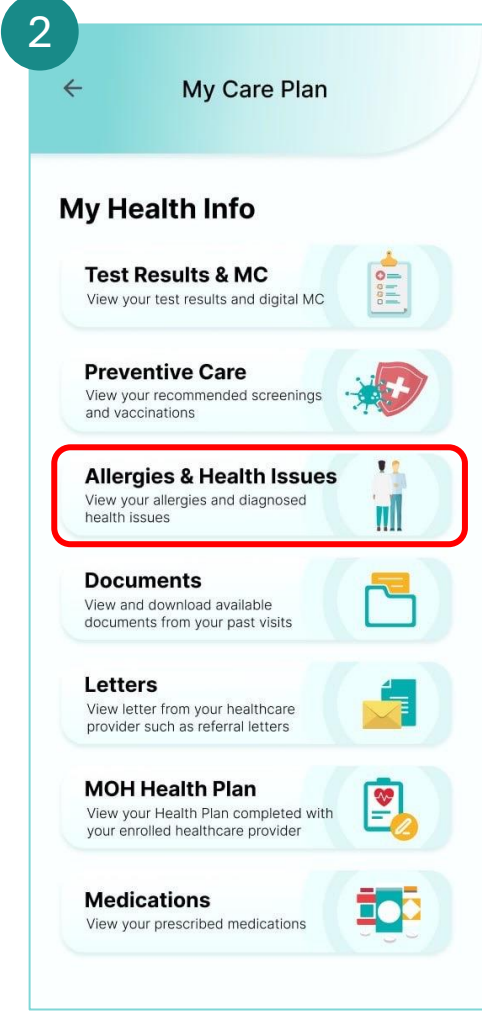 2
My Care Plan
My Health Info
Test Results & MC
View your test results and digital MC
Preventive Care
View your recommended screenings
and vaccinations
Allergies & Health Issues
View your allergies and diagnosed
health issues
Documents
View and download available
documents from your past visits
Letters
View letter from your healthcare
provider such as referral letters
MOH Health Plan
View your Health Plan completed with
your enrolled healthcare provider
Medications
View your prescribed medications